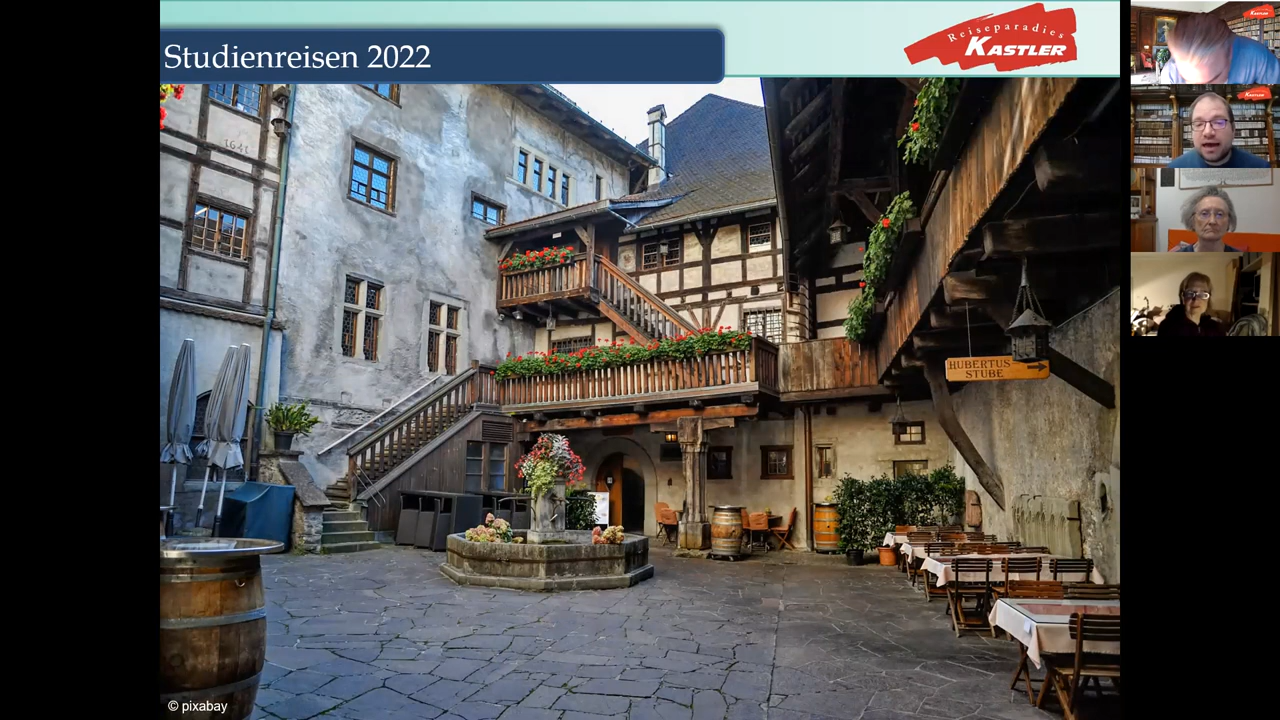 Studienreisen 2022
Reiseparadies
KASTLER
1641
HUBERTUS
STUBE
© pixabay